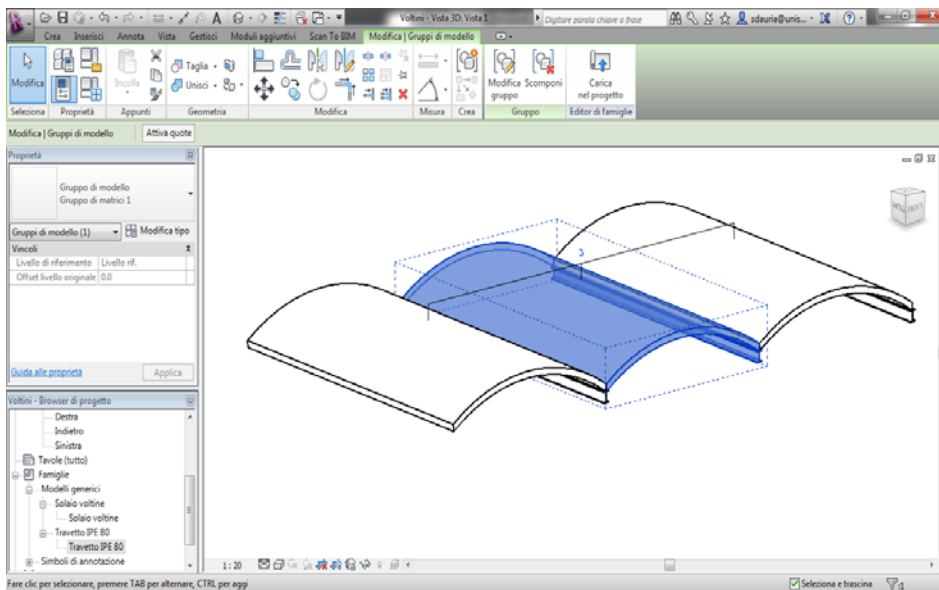 Voltini - Vista 3D: Vista 1
Digitare parola chiave o frase
sdauria@unis...
Crea Inserisci Annota Vista Gestisci Moduli aggiuntivi Scan To BIM Modifica | Gruppi di modello
Modifica
Incolla
Taglia
Unisci
Modifica gruppo
Scomponi
Carica nel progetto
Seleziona Proprietà Appunti Geometria Modifica Misura Crea Gruppo Editor di famiglie
Modifica | Gruppi di modello Attiva quote
Proprietà
Gruppo di modello
Gruppo di matrici 1
Gruppi di modello (1) Modifica tipo
Vincoli
Livello di riferimento Livello rif.
Offset livello originale 0.0
Guida alle proprietà Applica
Voltini - Browser di progetto
Destra
Indietro
Sinistra
Tavole (tutto)
Famiglie
Modelli generici
Solaio voltine
Solaio voltine
Travetto IPE 80
Travetto IPE 80
Simboli di annotazione
3
1 : 20
Fare clic per selezionare, premere TAB per alternare, CTRL per aggi
Seleziona e trascina
:1